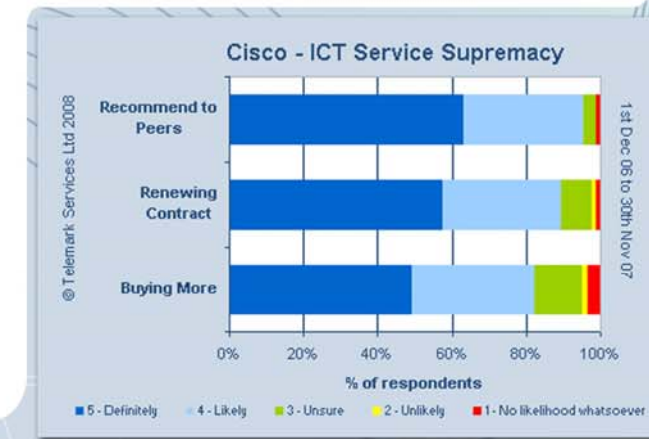 Cisco - ICT Service Supremacy
© Telemark Services Ltd 2008
Recommend to
Peers
Renewing
Contract
Buying More
1st Dec 06 to 30th Nov 07
0% 20% 40% 60% 80% 100%
% of respondents
5 - Definitely 4 - Likely 3 - Unsure 2 - Unlikely 1 - No likelihood whatsoever